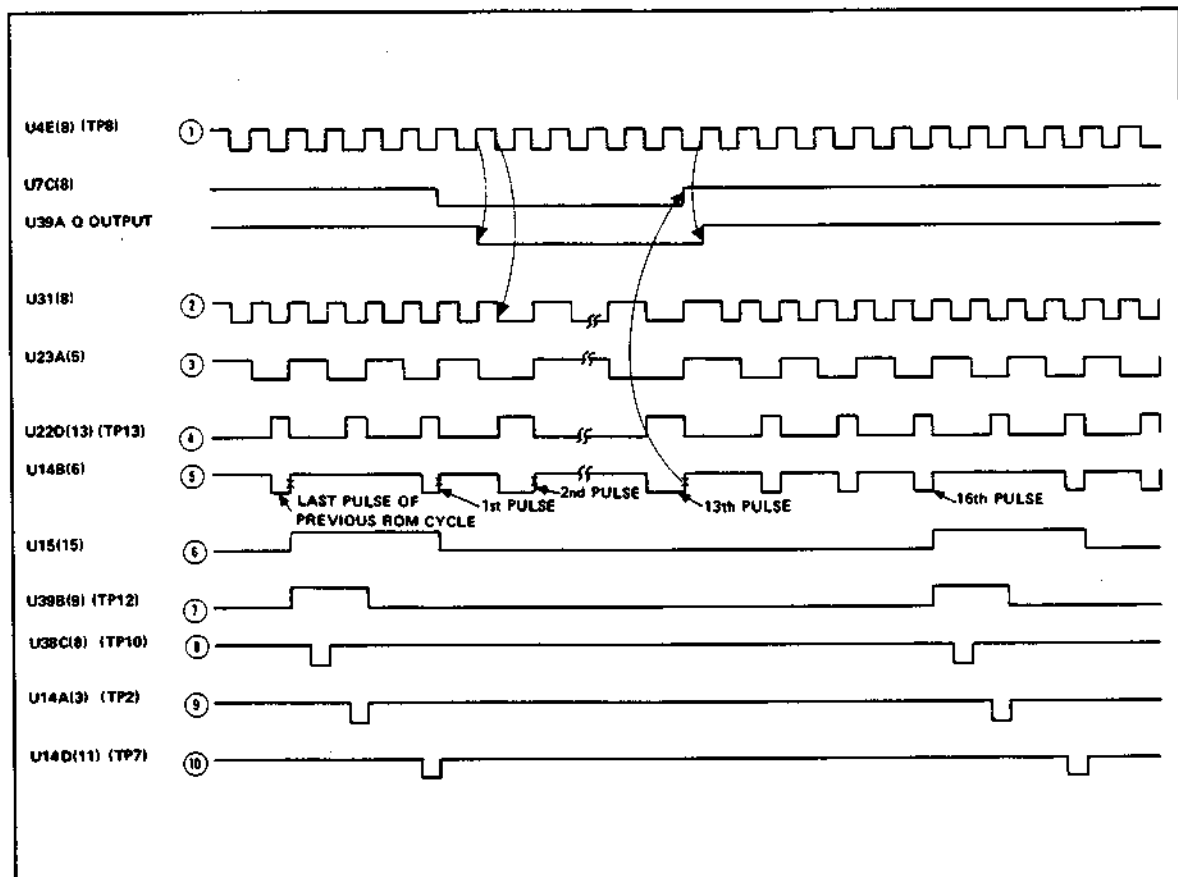 U4E(8) (TP8) 1
U7C(8)
U39A Q OUTPUT
U31(8) 2
U23A(5) 3
U22D(13) (TP13) 4
U14B(6) 5
LAST PULSE OF
PREVIOUS ROM CYCLE
1st PULSE
2nd PULSE
13th PULSE
16th PULSE
U15(15) 6
U39B(9) (TP12) 7
U38C(8) (TP10) 8
U14A(3) (TP2) 9
U14D(11) (TP7) 10